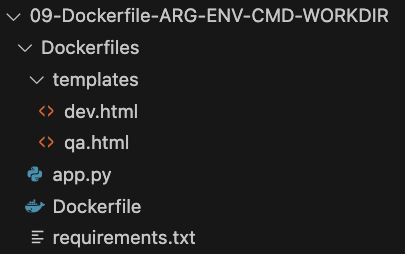 09-Dockerfile-ARG-ENV-CMD-WORKDIR
Dockerfiles
templates
dev.html
qa.html
app.py
Dockerfile
requirements.txt